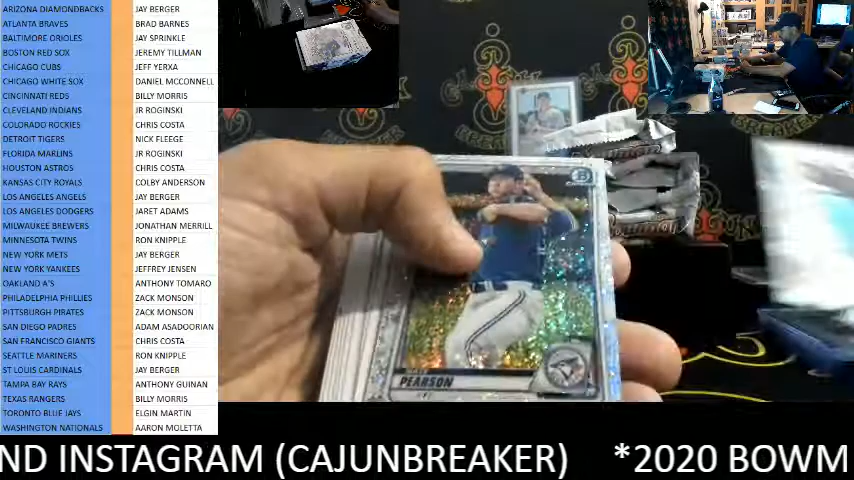 ARIZONA DIAMONDBACKS JAY BERGER
ATLANTA BRAVES BRAD BARNES
BALTIMORE ORIOLES JAY SPRINKLE
BOSTON RED SOX JEREMY TILLMAN
CHICAGO CUBS JEFF YERXA
CHICAGO WHITE SOX DANIEL MCCONNELL
CINCINNATI REDS BILLY MORRIS
CLEVELAND INDIANS JR ROGINSKI
COLORADO ROCKIES CHRIS COSTA
DETROIT TIGERS NICK FLEEGE
FLORIDA MARLINS JR ROGINSKI
HOUSTON ASTROS CHRIS COSTA
KANSAS CITY ROYALS COLBY ANDERSON
LOS ANGELES ANGELS JAY BERGER
LOS ANGELES DODGERS JARET ADAMS
MILWAUKEE BREWERS JONATHAN MERRILL
MINNESOTA TWINS RON KNIPPLE
NEW YORK METS JAY BERGER
NEW YORK YANKEES JEFFREY JENSEN
OAKLAND A'S ANTHONY TOMARO
PHILADELPHIA PHILLIES ZACK MONSON
PITTSBURGH PIRATES ZACK MONSON
SAN DIEGO PADRES ADAM ASADOORIAN
SAN FRANCISCO GIANTS CHRIS COSTA
SEATTLE MARINERS RON KNIPPLE
ST LOUIS CARDINALS JAY BERGER
TAMPA BAY RAYS ANTHONY GUINAN
TEXAS RANGERS BILLY MORRIS
TORONTO BLUE JAYS ELGIN MARTIN
WASHINGTON NATIONALS AARON MOLETTA
PEARSON
ND INSTAGRAM (CAJUNBREAKER) *2020 BOWM